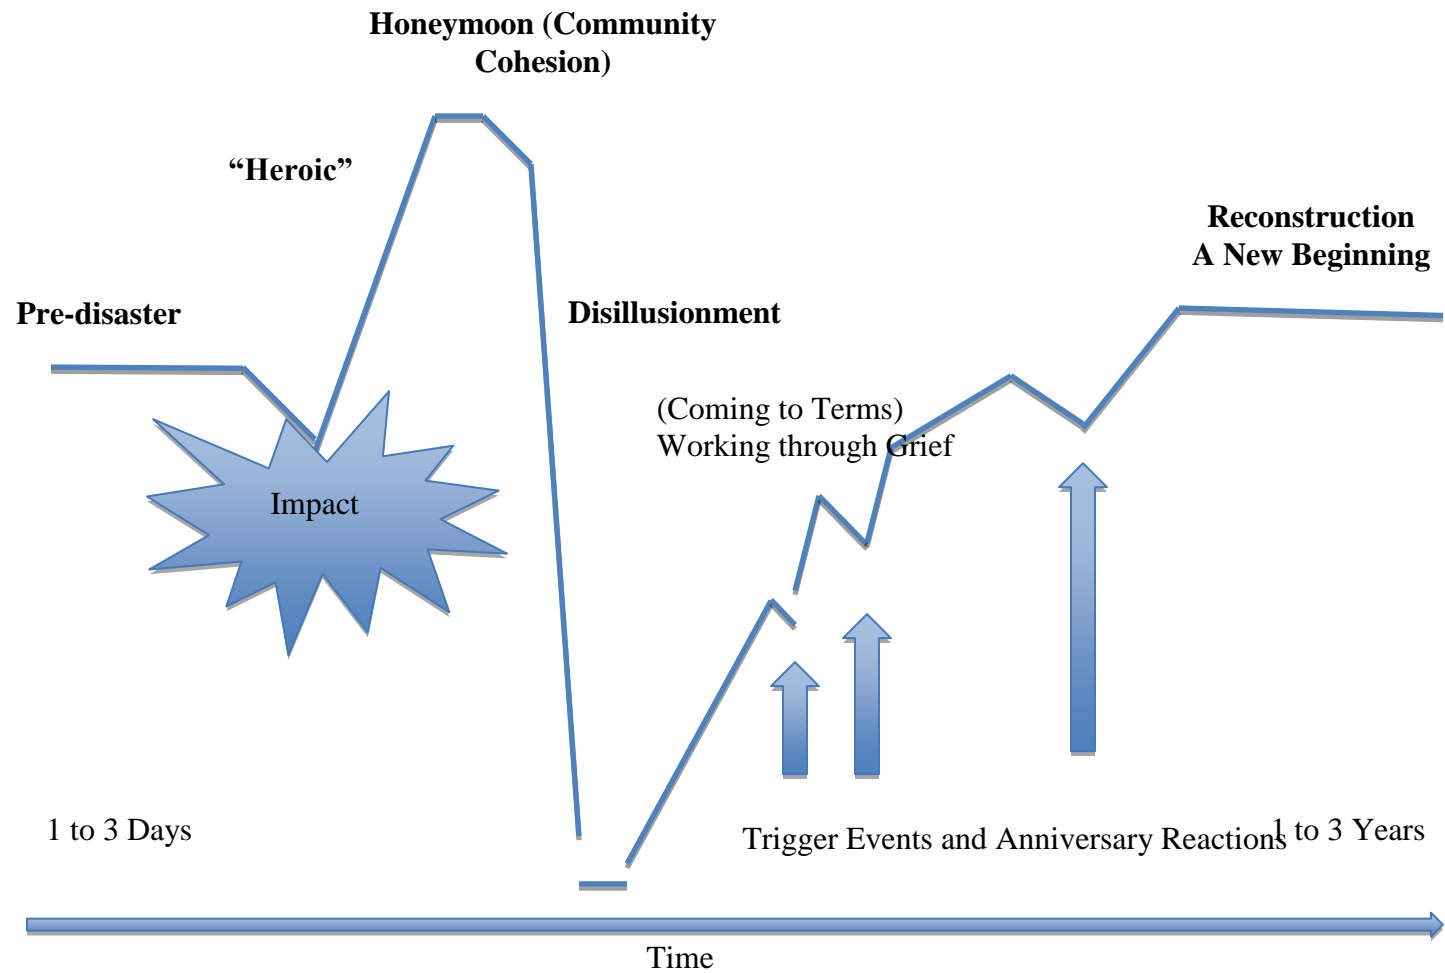 Honeymoon (Community
Cohesion)
“Heroic”
Reconstruction
A New Beginning
Pre-disaster
Disillusionment
(Coming to Terms)
Working through Grief
Impact
1 to 3 Days
Trigger Events and Anniversary Reactions
1 to 3 Years
Time